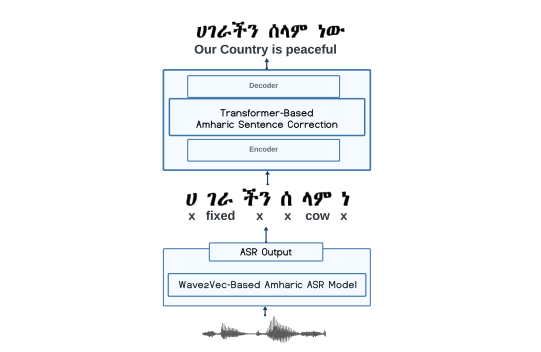 ሀገራችን ሰላም ነው
Our Country is peaceful
Decoder
Transformer-Based
Amharic Sentence Correction
Encoder
ሀ ገራ ችን ሰ ላም ነ
x fixed x x cow x
ASR Output
Wave2Vec-Based Amharic ASR Model